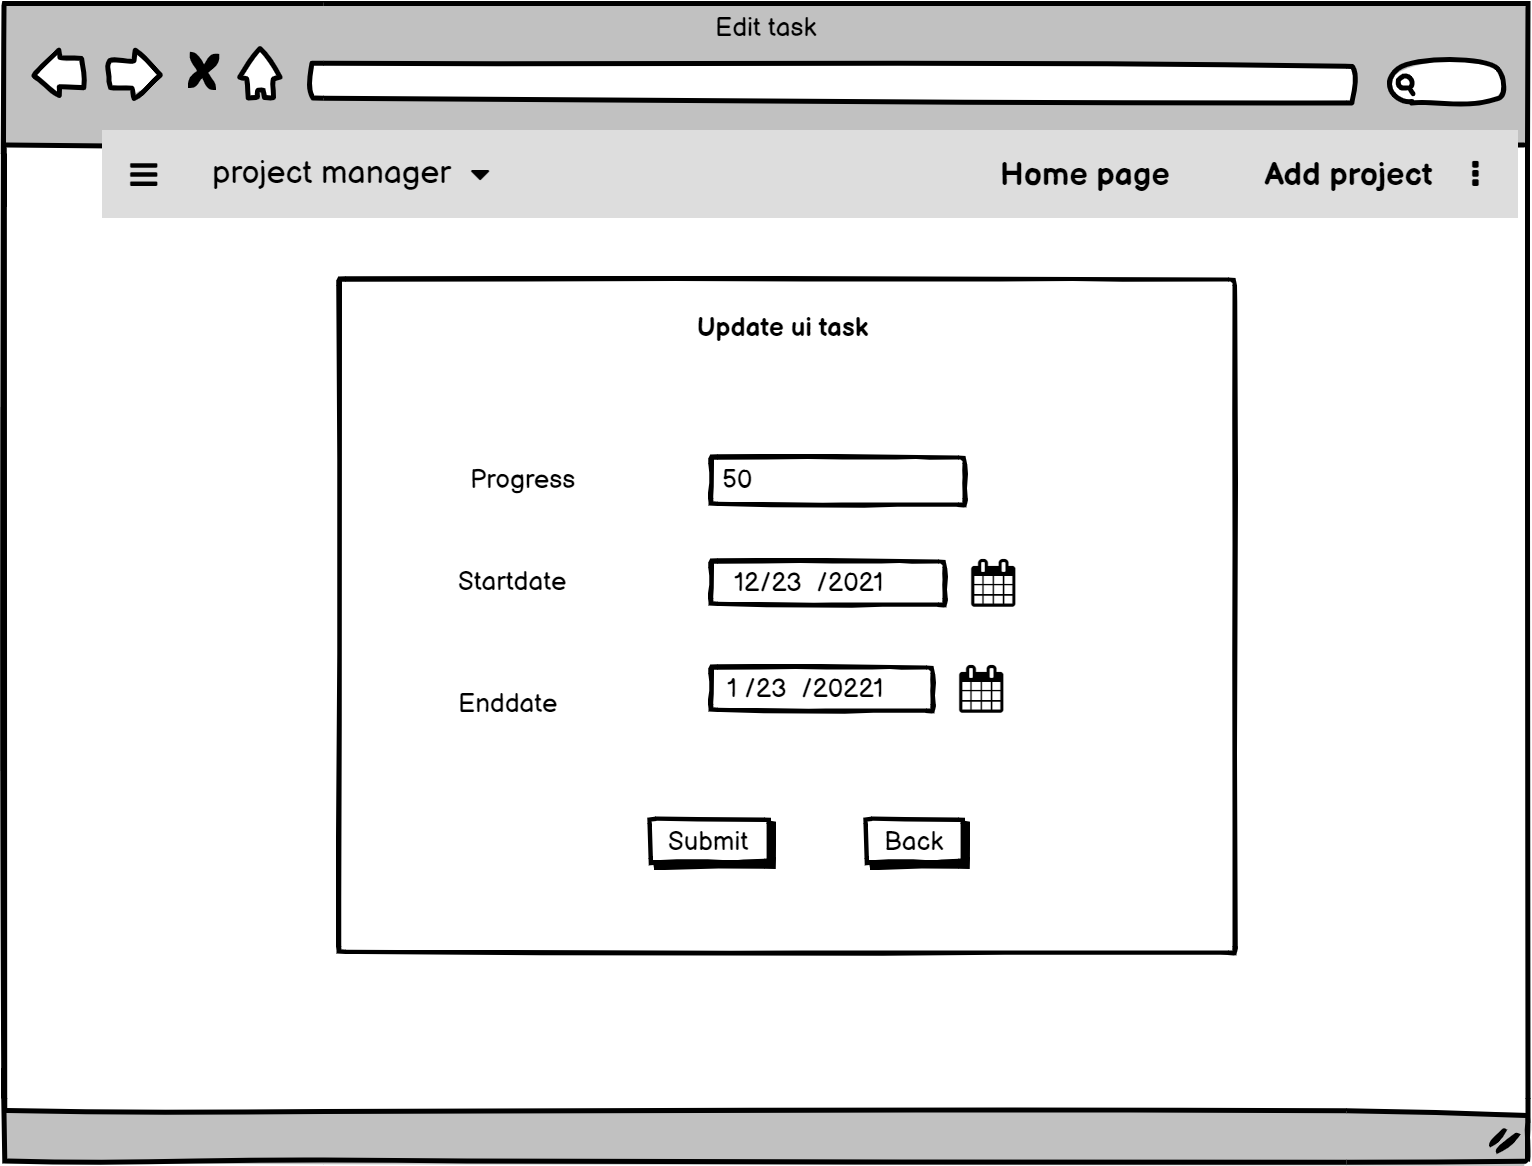 Edit task
project manager Home page Add project
Update ui task
Progress 50
Startdate 12/23 /2021
Enddate 1 /23 /20221
Submit Back